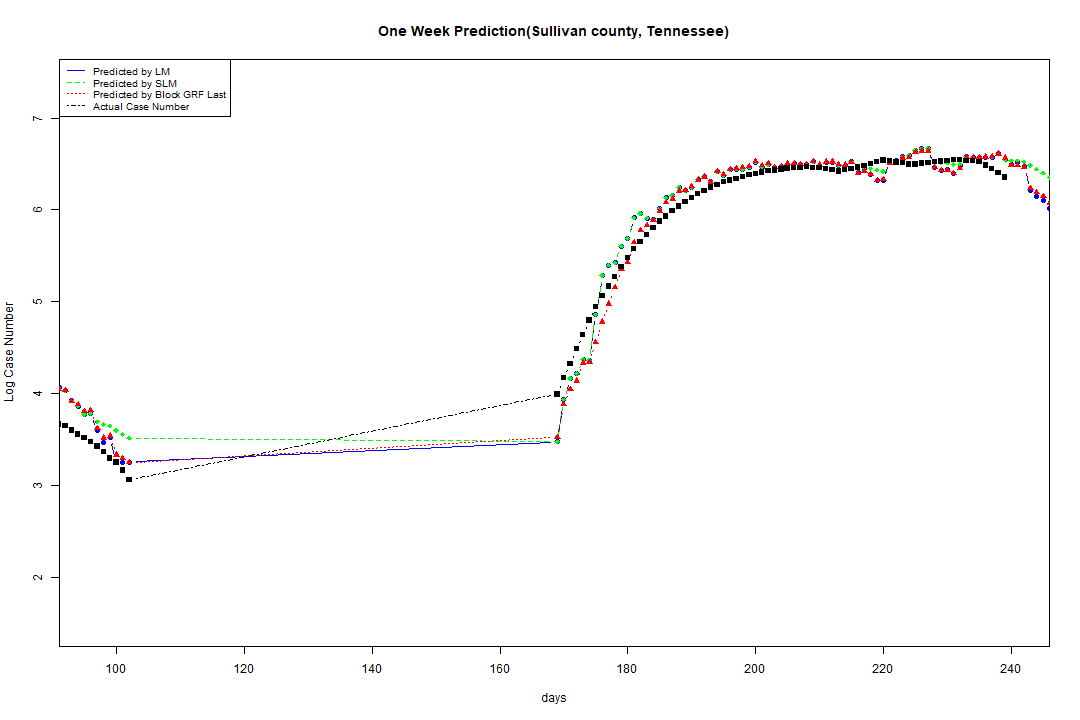 One Week Prediction(Sullivan county, Tennessee)
Predicted by LM
Predicted by SLM
Predicted by Block GRF Last
Actual Case Number
Log Case Number
7
6
5
4
3
2
100 120 140 160 180 200 220 240
days